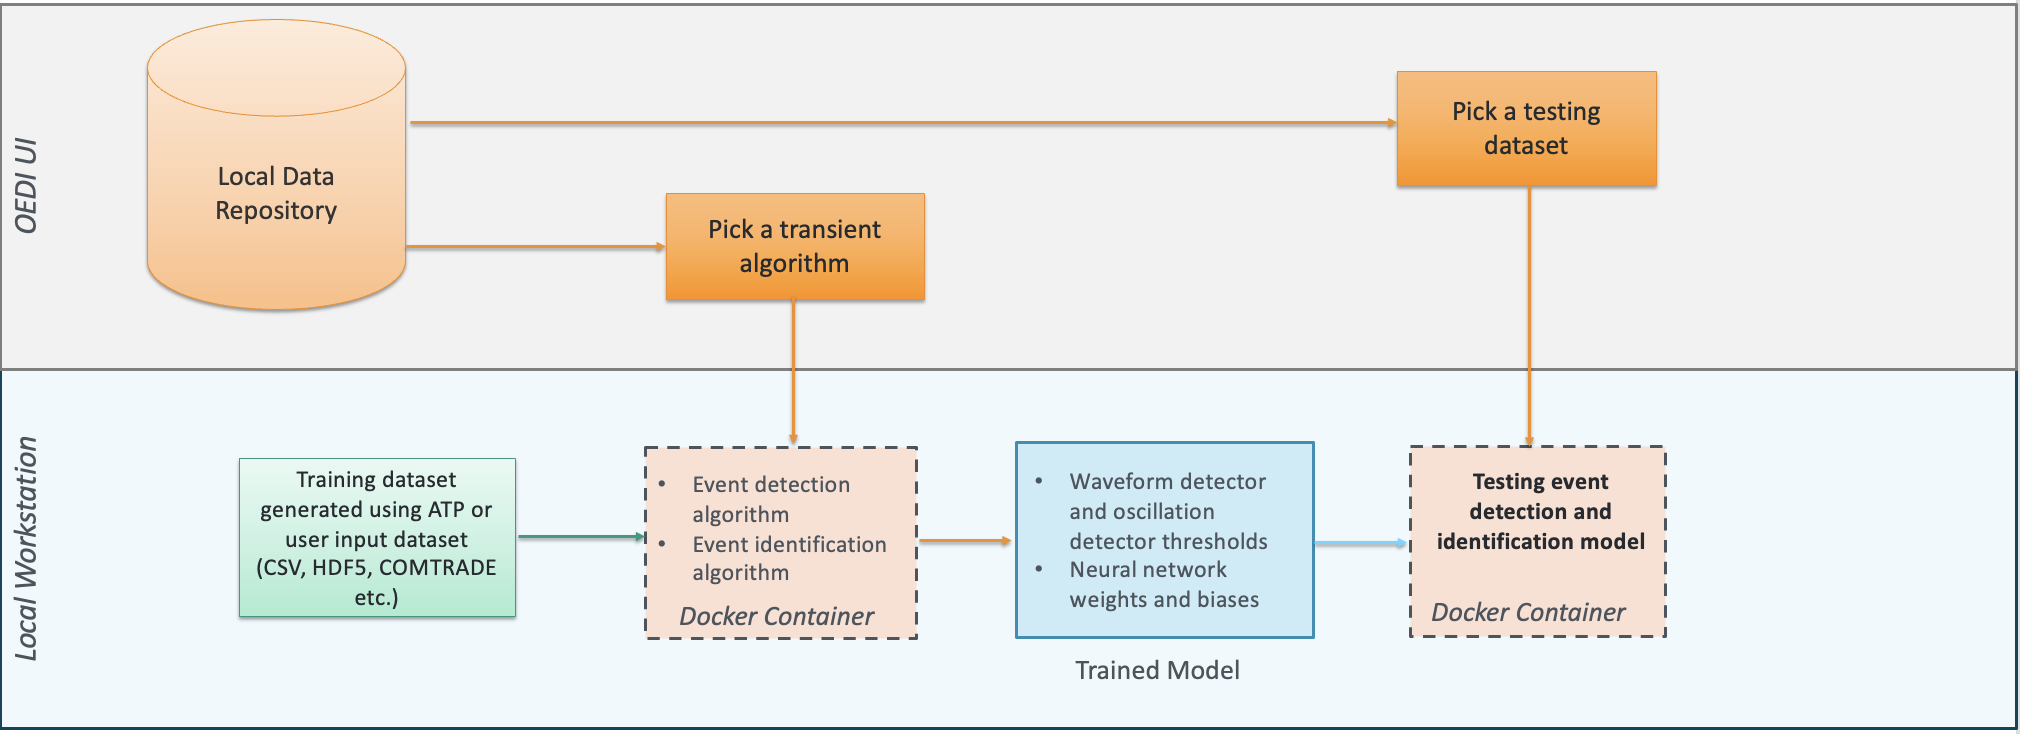 OEDI UI
Local Data
Repository
Pick a transient
algorithm
Pick a testing
dataset
Local Workstation
Training dataset
generated using ATP or
user input dataset
(CSV, HDF5, COMTRADE
etc.)
• Event detection
algorithm
• Event identification
algorithm
Docker Container
• Waveform detector
and oscillation
detector thresholds
• Neural network
weights and biases
Trained Model
Testing event
detection and
identification model
Docker Container